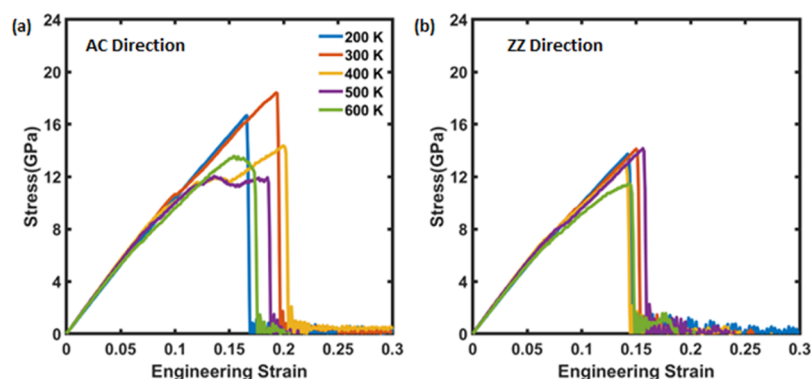 (a)
AC Direction
200 K
300 K
400 K
500 K
600 K
24
20
16
12
8
4
0
Stress(GPa)
0
0.05
0.1
0.15
0.2
0.25
0.3
Engineering Strain
(b)
ZZ Direction
24
20
16
12
8
4
0
Stress(GPa)
0
0.05
0.1
0.15
0.2
0.25
0.3
Engineering Strain